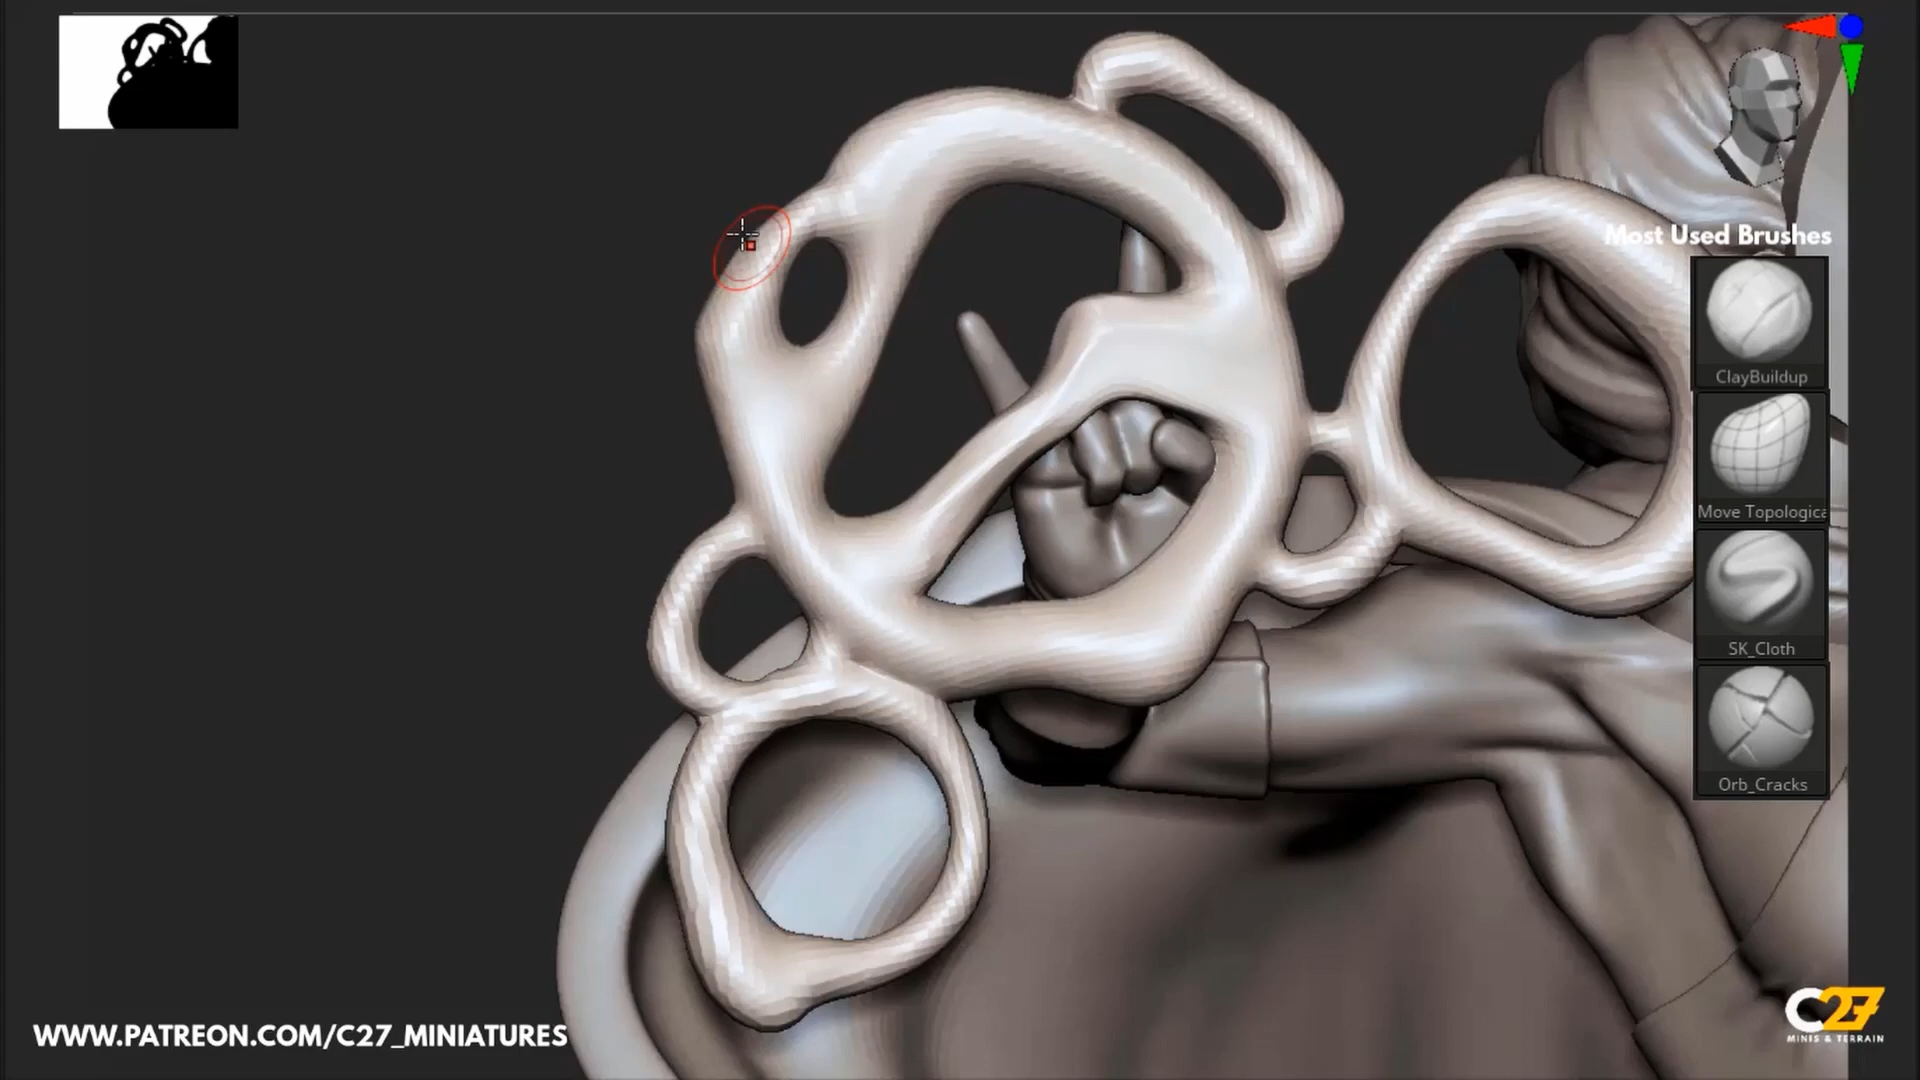 Most Used Brushes
ClayBuildup
Move Topologica
SK_Cloth
Orb_Cracks
WWW.PATREON.COM/C27_MINIATURES
C27
MINIS & TERRAIN